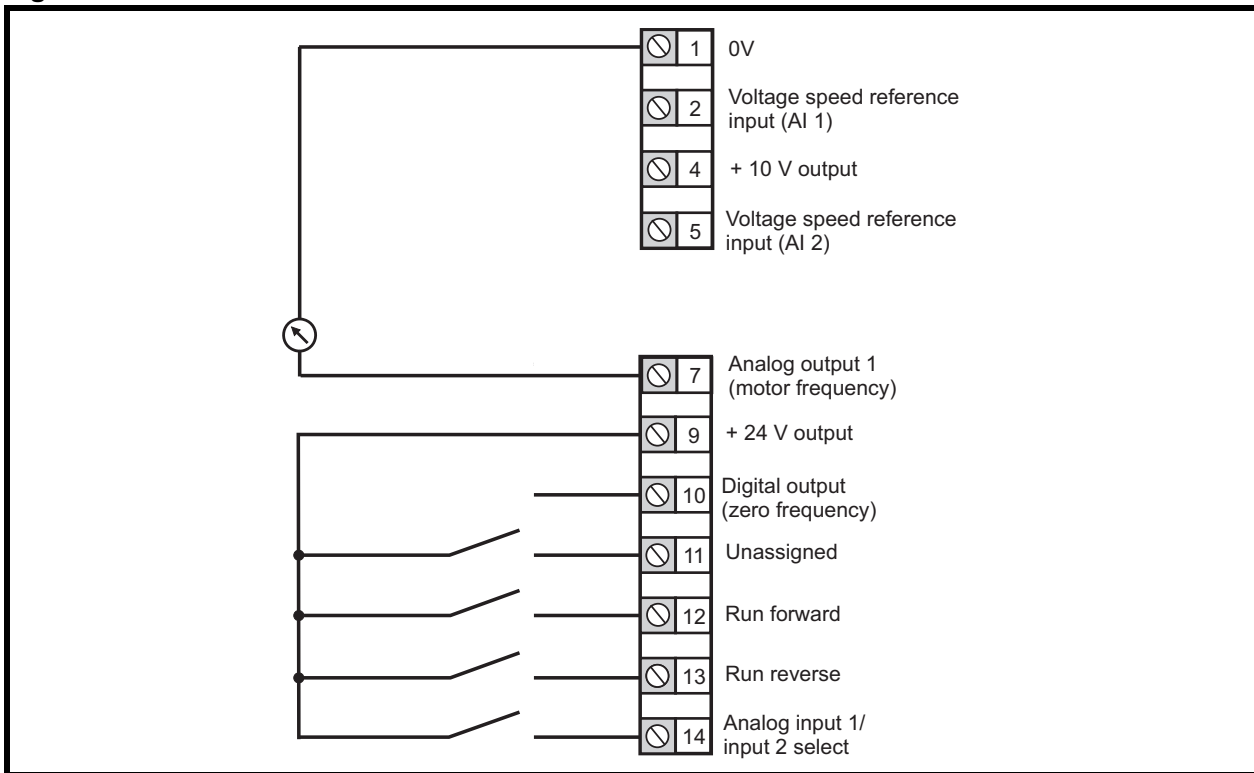 1 0V
2 Voltage speed reference
input (AI 1)
4 + 10 V output
5 Voltage speed reference
input (AI 2)
7 Analog output 1
(motor frequency)
9 + 24 V output
10 Digital output
(zero frequency)
11 Unassigned
12 Run forward
13 Run reverse
14 Analog input 1/
input 2 select